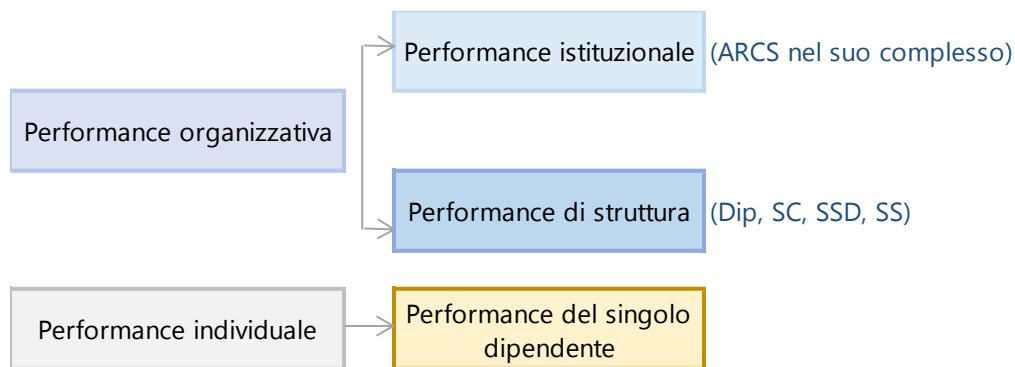 Performance istituzionale (ARCS nel suo complesso)
Performance organizzativa
Performance di struttura (Dip, SC, SSD, SS)
Performance individuale
Performance del singolo
dipendente